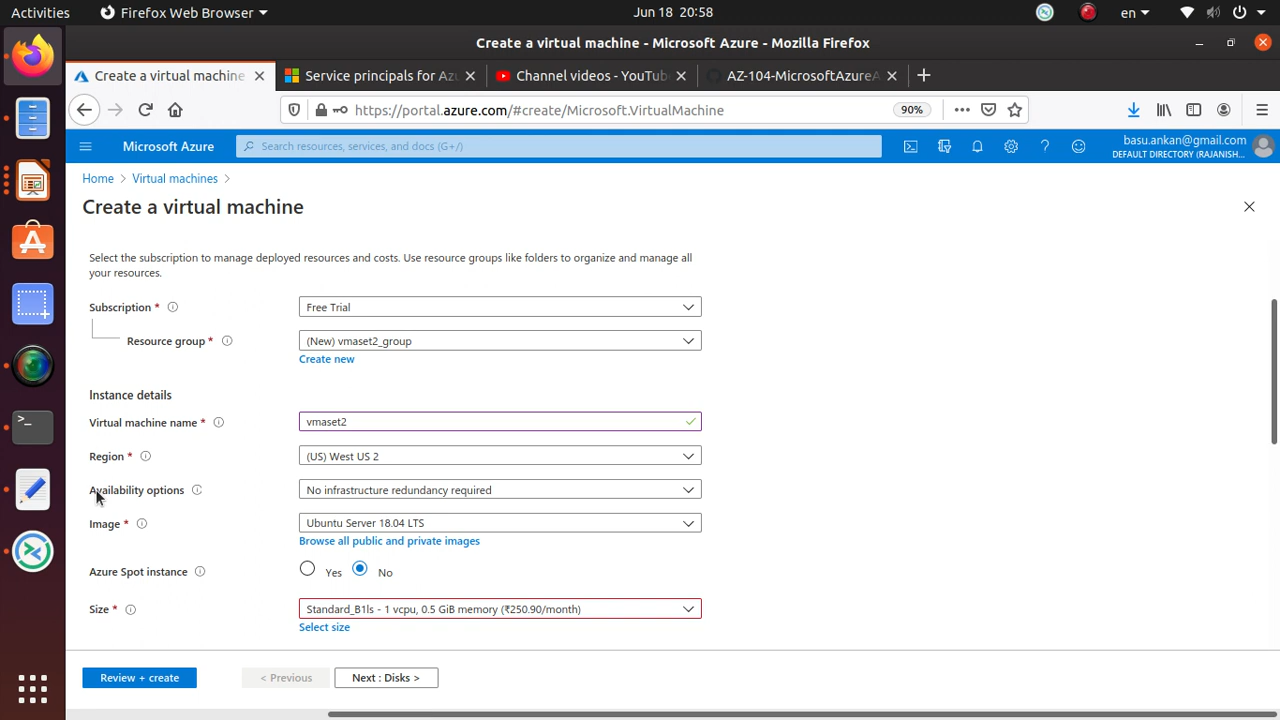 Activities
Firefox Web Browser
Jun 18 20:58
en
Create a virtual machine - Microsoft Azure - Mozilla Firefox
Create a virtual machine
Service principals for Az
Channel videos - YouTub
AZ-104-MicrosoftAzureA
https://portal.azure.com/#create/Microsoft.VirtualMachine
90%
Microsoft Azure
Search resources, services, and docs (G+/)
basu.ankan@gmail.com
DEFAULT DIRECTORY (RAJANISH...
Home > Virtual machines >
Create a virtual machine
Select the subscription to manage deployed resources and costs. Use resource groups like folders to organize and manage all
your resources.
Subscription *
Free Trial
Resource group *
(New) vmaset2_group
Create new
Instance details
Virtual machine name *
vmaset2
Region *
(US) West US 2
Availability options
No infrastructure redundancy required
Image *
Ubuntu Server 18.04 LTS
Browse all public and private images
Azure Spot instance
Yes
No
Size *
Standard_B1ls - 1 vcpu, 0.5 GiB memory (₹250.90/month)
Select size
Review + create
< Previous
Next : Disks >